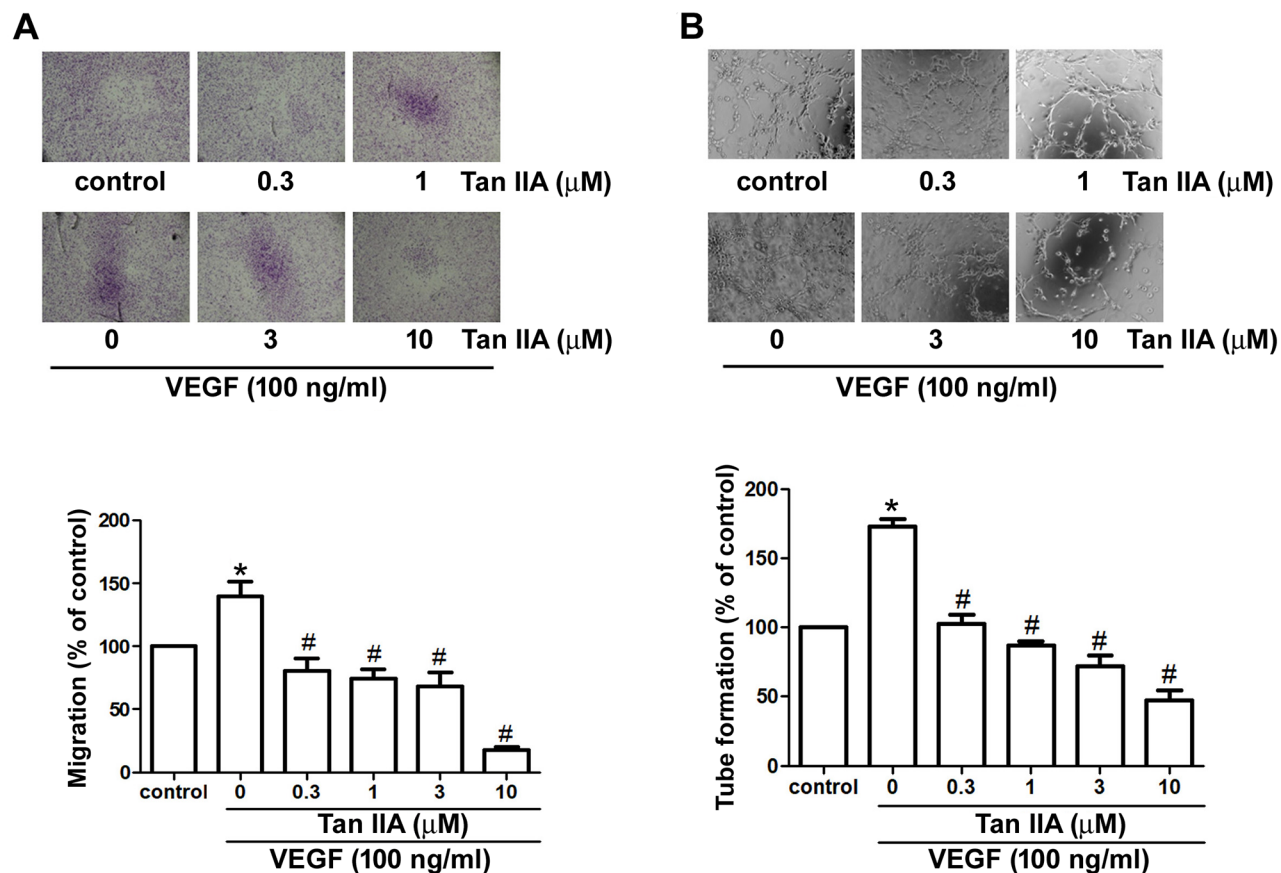 A
control 0.3 1 Tan IIA (μM)
0 3 10 Tan IIA (μM)
VEGF (100 ng/ml)
B
control 0.3 1 Tan IIA (μM)
0 3 10 Tan IIA (μM)
VEGF (100 ng/ml)
Migration (% of control)
200
150
100
50
0
*
#
#
#
#
control 0 0.3 1 3 10
Tan IIA (μM)
VEGF (100 ng/ml)
Tube formation (% of control)
200
150
100
50
0
*
#
#
#
#
control 0 0.3 1 3 10
Tan IIA (μM)
VEGF (100 ng/ml)